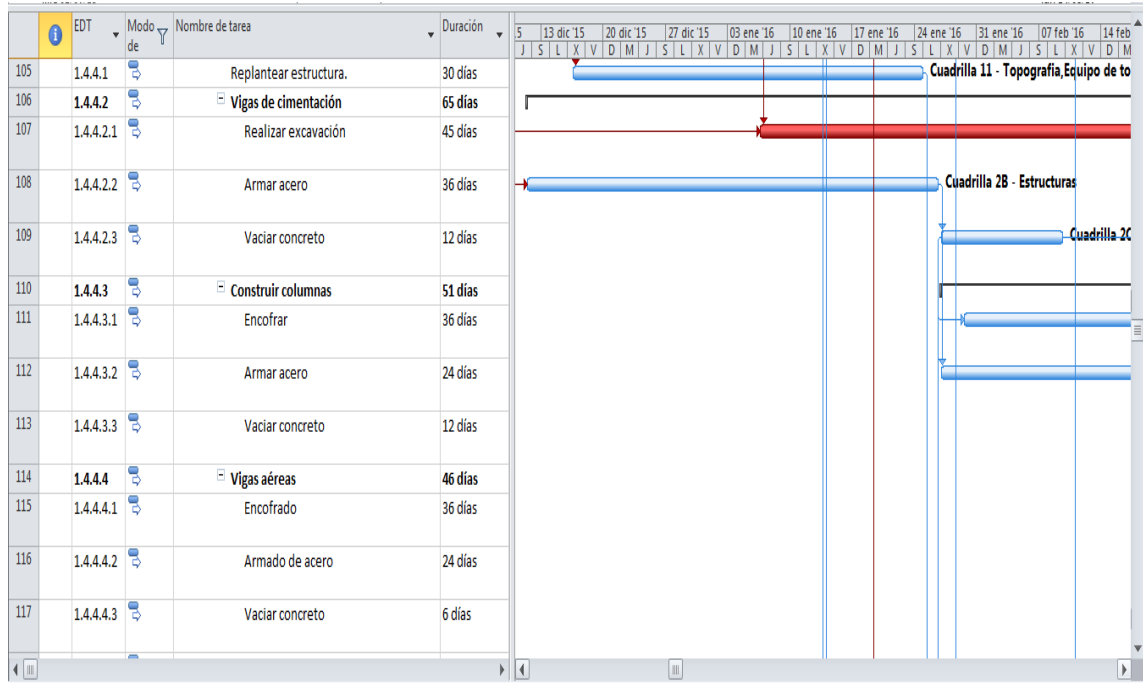 EDT Modo de Nombre de tarea Duración
5 13 dic '15 20 dic '15 27 dic '15 03 ene '16 10 ene '16 17 ene '16 24 ene '16 31 ene '16 07 feb '16 14 feb
J S L X V D M J S L X V D M J S L X V D M J S L X V D M J S L X V D M
105 1.4.4.1 Replantear estructura. 30 días Cuadrilla 11 - Topografia,Equipo de to
106 1.4.4.2 Vigas de cimentación 65 días
107 1.4.4.2.1 Realizar excavación 45 días
108 1.4.4.2.2 Armar acero 36 días Cuadrilla 2B - Estructuras
109 1.4.4.2.3 Vaciar concreto 12 días Cuadrilla 2C
110 1.4.4.3 Construir columnas 51 días
111 1.4.4.3.1 Encofrar 36 días
112 1.4.4.3.2 Armar acero 24 días
113 1.4.4.3.3 Vaciar concreto 12 días
114 1.4.4.4 Vigas aéreas 46 días
115 1.4.4.4.1 Encofrado 36 días
116 1.4.4.4.2 Armado de acero 24 días
117 1.4.4.4.3 Vaciar concreto 6 días